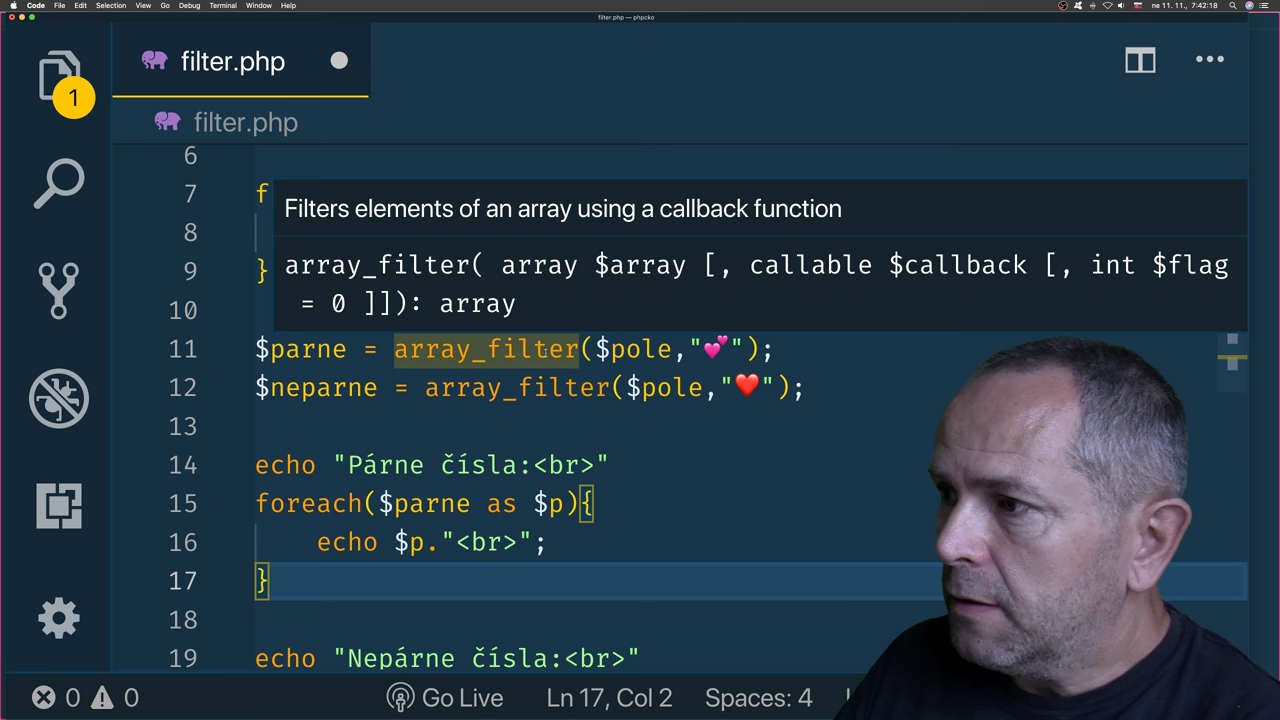 Code File Edit Selection View Go Debug Terminal Window Help ne 11. 11., 7:42:18
filter.php — phpcko
filter.php
1
filter.php
6
7 f
Filters elements of an array using a callback function
8
array_filter( array $array [, callable $callback [, int $flag
9 }
= 0 ]]): array
10
11 $parne = array_filter($pole,"💕");
12 $neparne = array_filter($pole,"❤️");
13
14 echo "Párne čísla:<br>"
15 foreach($parne as $p){
16 echo $p."<br>";
17 }
18
19 echo "Nepárne čísla:<br>"
0 0 Go Live Ln 17, Col 2 Spaces: 4